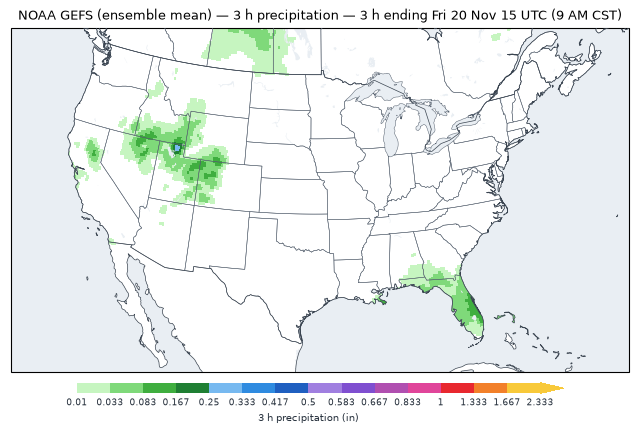 NOAA GEFS (ensemble mean) — 3 h precipitation — 3 h ending Fri 20 Nov 15 UTC (9 AM CST)
0.01 0.033 0.083 0.167 0.25 0.333 0.417 0.5 0.583 0.667 0.833 1 1.333 1.667 2.333
3 h precipitation (in)